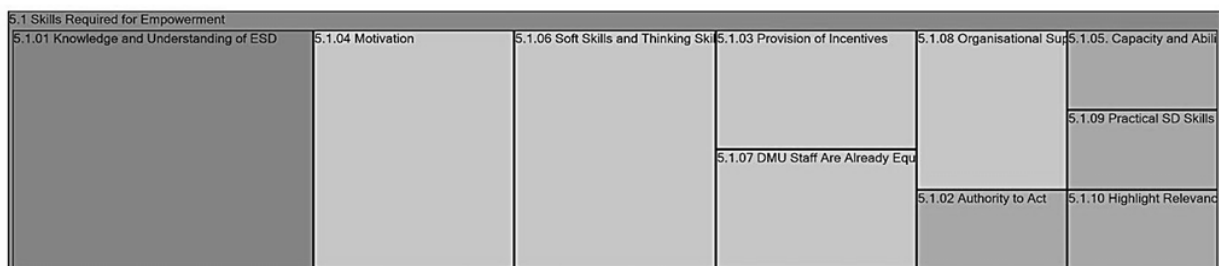 5.1 Skills Required for Empowerment
5.1.01 Knowledge and Understanding of ESD
5.1.04 Motivation
5.1.06 Soft Skills and Thinking Skil
5.1.03 Provision of Incentives
5.1.08 Organisational Sup
5.1.05. Capacity and Abili
5.1.09 Practical SD Skills
5.1.07 DMU Staff Are Already Equ
5.1.02 Authority to Act
5.1.10 Highlight Relevanc